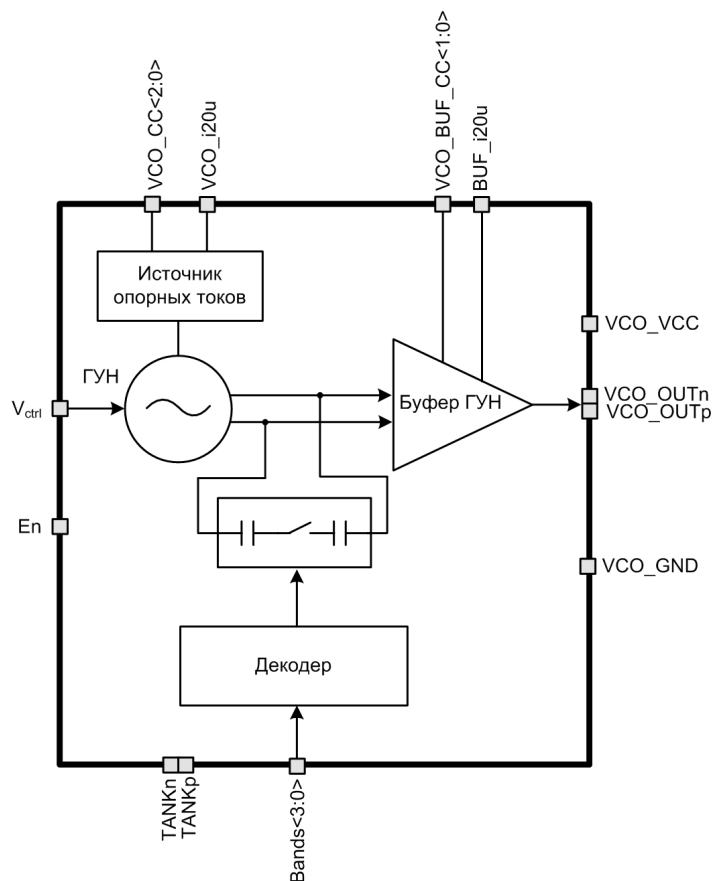 VCO_CC<2:0>
VCO_i20u
VCO_BUF_CC<1:0>
BUF_i20u
Источник
опорных токов
VCO_VCC
ГУН
Буфер ГУН
VCO_OUTn
VCO_OUTp
Vctrl
En
VCO_GND
Декодер
TANKn
TANKp
Bands<3:0>